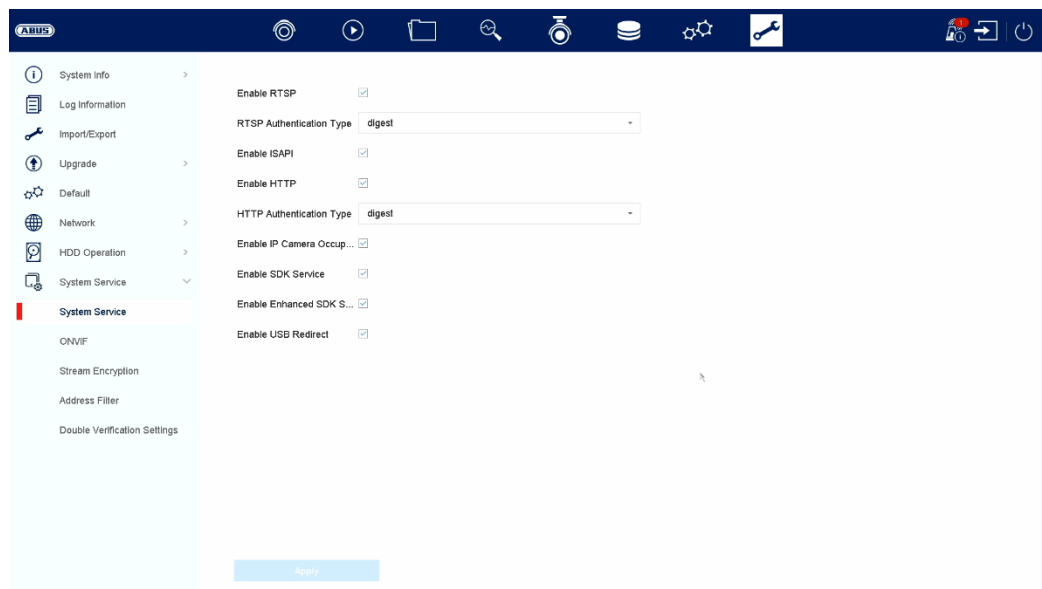 ABUS
1
System Info
Log Information
Import/Export
Upgrade
Default
Network
HDD Operation
System Service
System Service
ONVIF
Stream Encryption
Address Filter
Double Verification Settings
Enable RTSP
RTSP Authentication Type digest
Enable ISAPI
Enable HTTP
HTTP Authentication Type digest
Enable IP Camera Occup...
Enable SDK Service
Enable Enhanced SDK S...
Enable USB Redirect
Apply